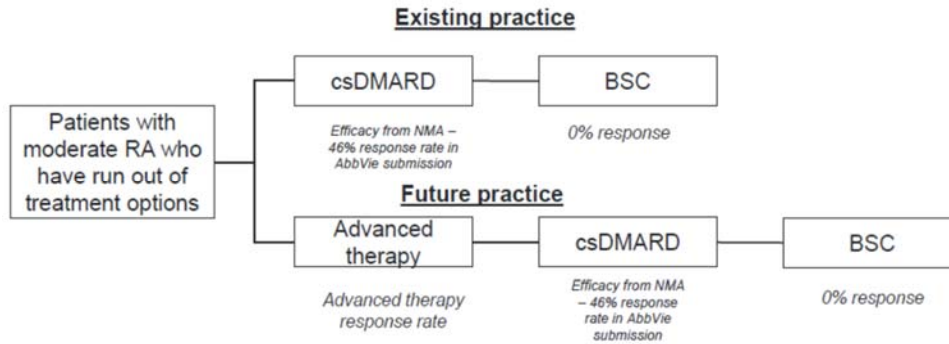 Existing practice
Patients with
moderate RA who
have run out of
treatment options
csDMARD
BSC
Efficacy from NMA –
46% response rate in
AbbVie submission
0% response
Future practice
Advanced
therapy
csDMARD
BSC
Advanced therapy
response rate
Efficacy from NMA
– 46% response
rate in AbbVie
submission
0% response